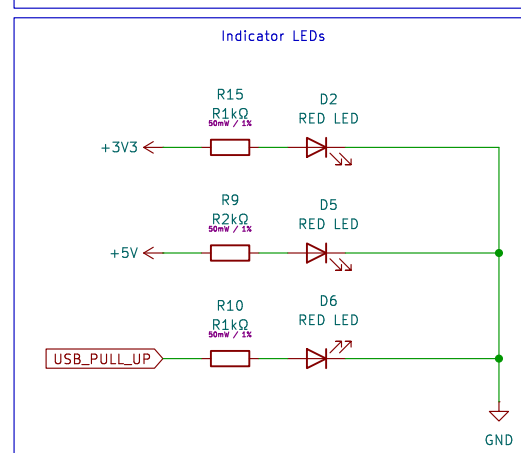 Indicator LEDs
R15
R1kΩ
50mW / 1%
D2
RED LED
+3V3
R9
R2kΩ
50mW / 1%
D5
RED LED
+5V
R10
R1kΩ
50mW / 1%
D6
RED LED
USB_PULL_UP
GND